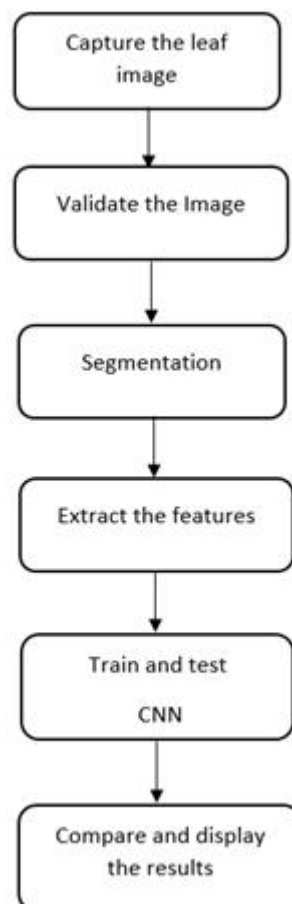 Capture the leaf
image
Validate the Image
Segmentation
Extract the features
Train and test
CNN
Compare and display
the results